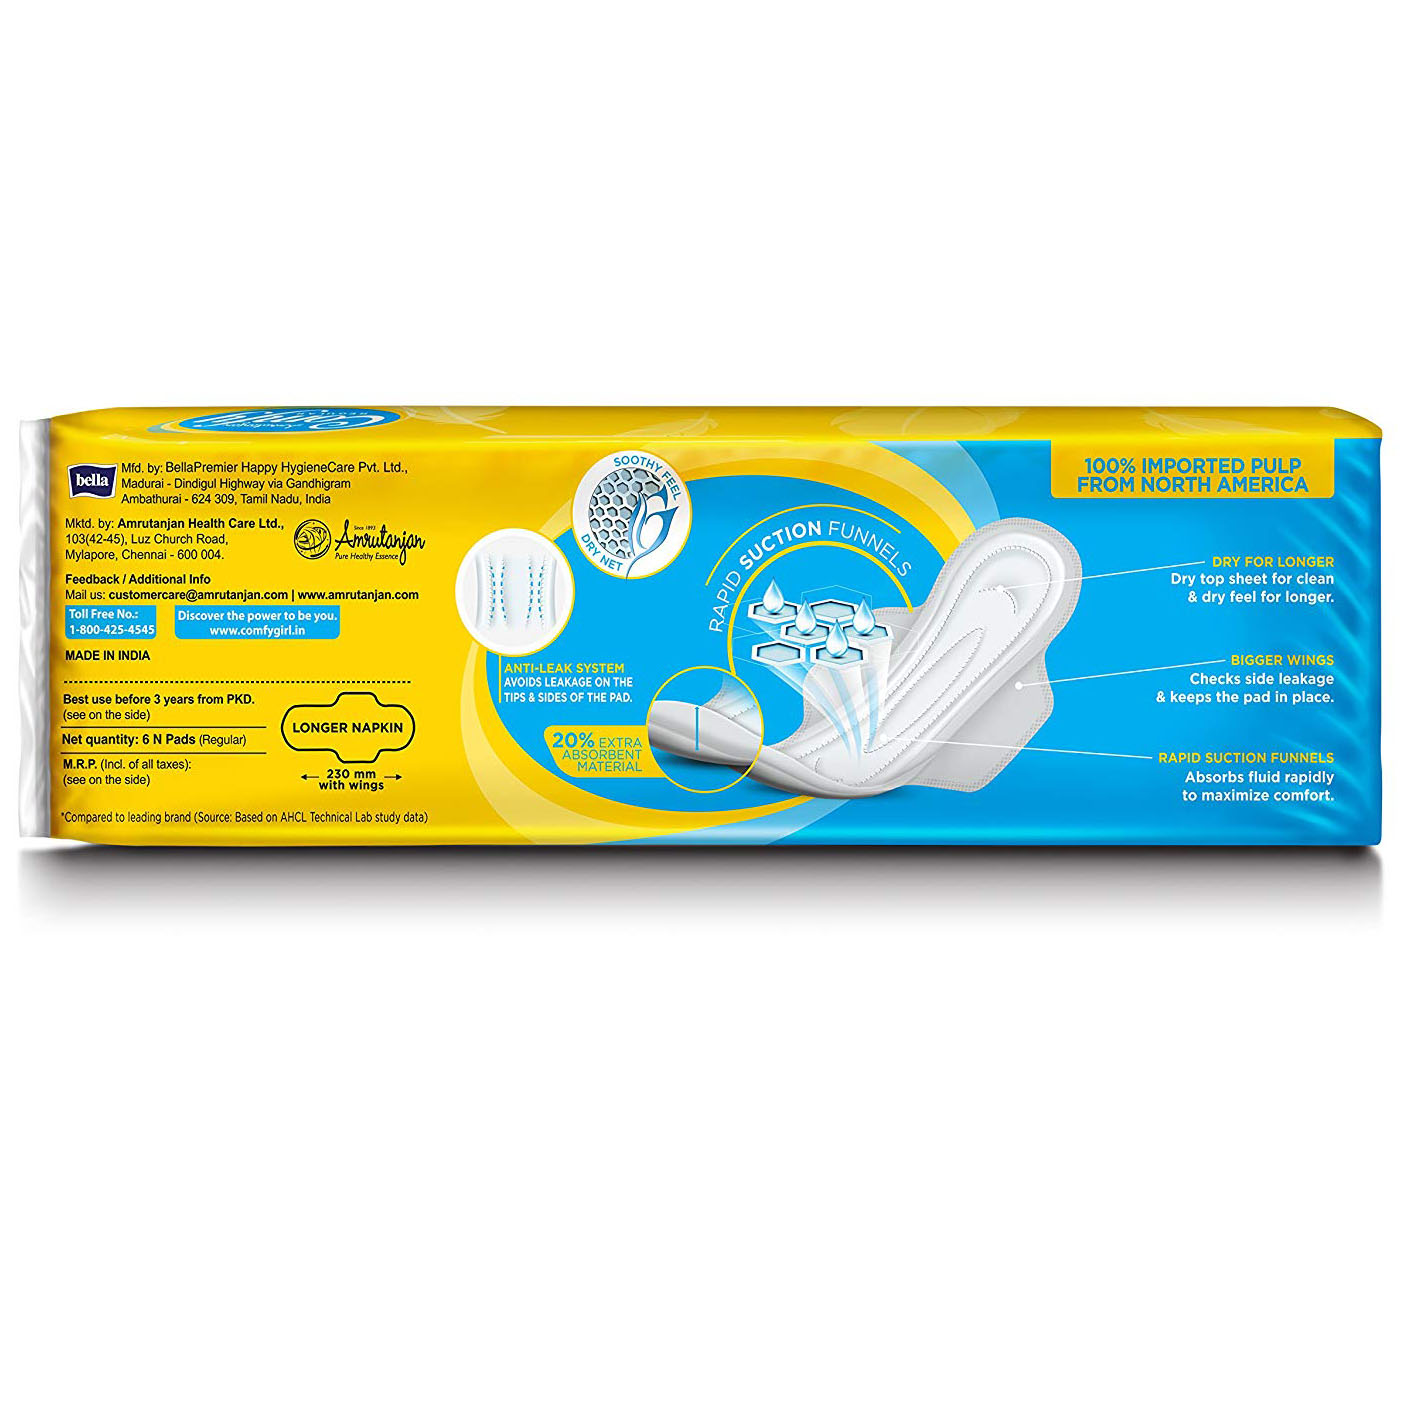 Comfy
REGULAR
Amrutanjan
bella
Mfd. by: BellaPremier Happy HygieneCare Pvt. Ltd.,
Madurai - Dindigul Highway via Gandhigram
Ambathurai - 624 309, Tamil Nadu, India
Mktd. by: Amrutanjan Health Care Ltd.,
103(42-45), Luz Church Road,
Mylapore, Chennai - 600 004.
Since 1893
Amrutanjan
Pure Healthy Essence
Feedback / Additional Info
Mail us: customercare@amrutanjan.com | www.amrutanjan.com
Toll Free No.:
1-800-425-4545
Discover the power to be you.
www.comfygirl.in
MADE IN INDIA
Best use before 3 years from PKD.
(see on the side)
Net quantity: 6 N Pads (Regular)
M.R.P. (Incl. of all taxes):
(see on the side)
LONGER NAPKIN
230 mm
with wings
*Compared to leading brand (Source: Based on AHCL Technical Lab study data)
SOOTHY FEEL
DRY NET
ANTI-LEAK SYSTEM
AVOIDS LEAKAGE ON THE
TIPS & SIDES OF THE PAD.
20% EXTRA
ABSORBENT
MATERIAL
RAPID SUCTION FUNNELS
100% IMPORTED PULP
FROM NORTH AMERICA
DRY FOR LONGER
Dry top sheet for clean
& dry feel for longer.
BIGGER WINGS
Checks side leakage
& keeps the pad in place.
RAPID SUCTION FUNNELS
Absorbs fluid rapidly
to maximize comfort.